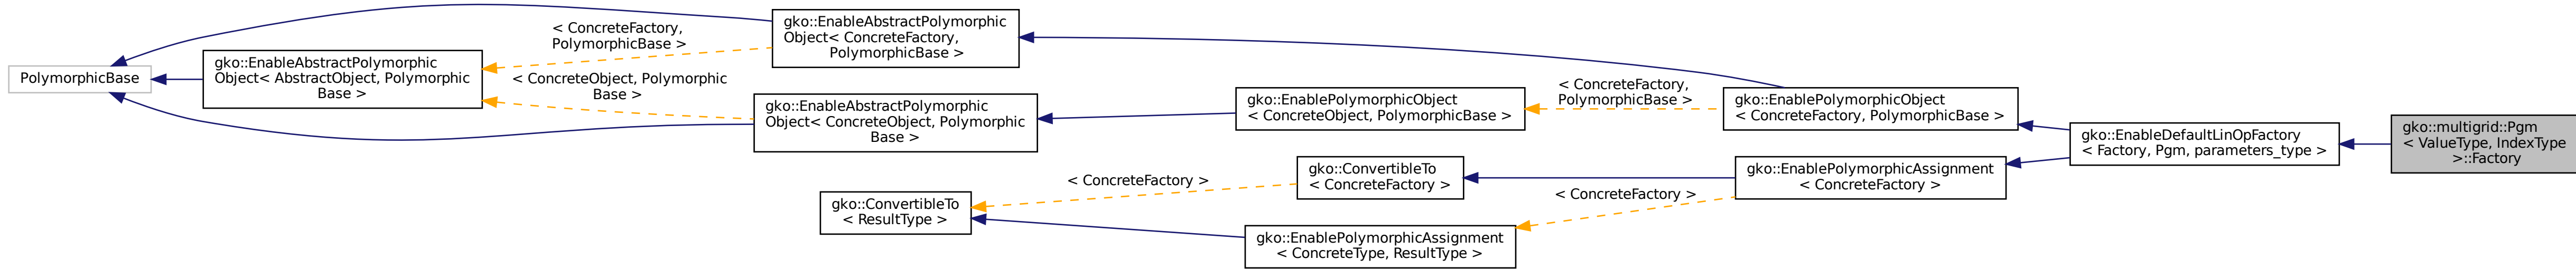 PolymorphicBase
gko::EnableAbstractPolymorphic
Object< AbstractObject, Polymorphic
Base >
< ConcreteFactory,
PolymorphicBase >
< ConcreteObject, Polymorphic
Base >
gko::EnableAbstractPolymorphic
Object< ConcreteFactory,
PolymorphicBase >
gko::EnableAbstractPolymorphic
Object< ConcreteObject, Polymorphic
Base >
gko::ConvertibleTo
< ResultType >
< ConcreteFactory >
gko::EnablePolymorphicObject
< ConcreteObject, PolymorphicBase >
gko::ConvertibleTo
< ConcreteFactory >
gko::EnablePolymorphicAssignment
< ConcreteType, ResultType >
< ConcreteFactory,
PolymorphicBase >
< ConcreteFactory >
gko::EnablePolymorphicObject
< ConcreteFactory, PolymorphicBase >
gko::EnablePolymorphicAssignment
< ConcreteFactory >
gko::EnableDefaultLinOpFactory
< Factory, Pgm, parameters_type >
gko::multigrid::Pgm
< ValueType, IndexType
>::Factory